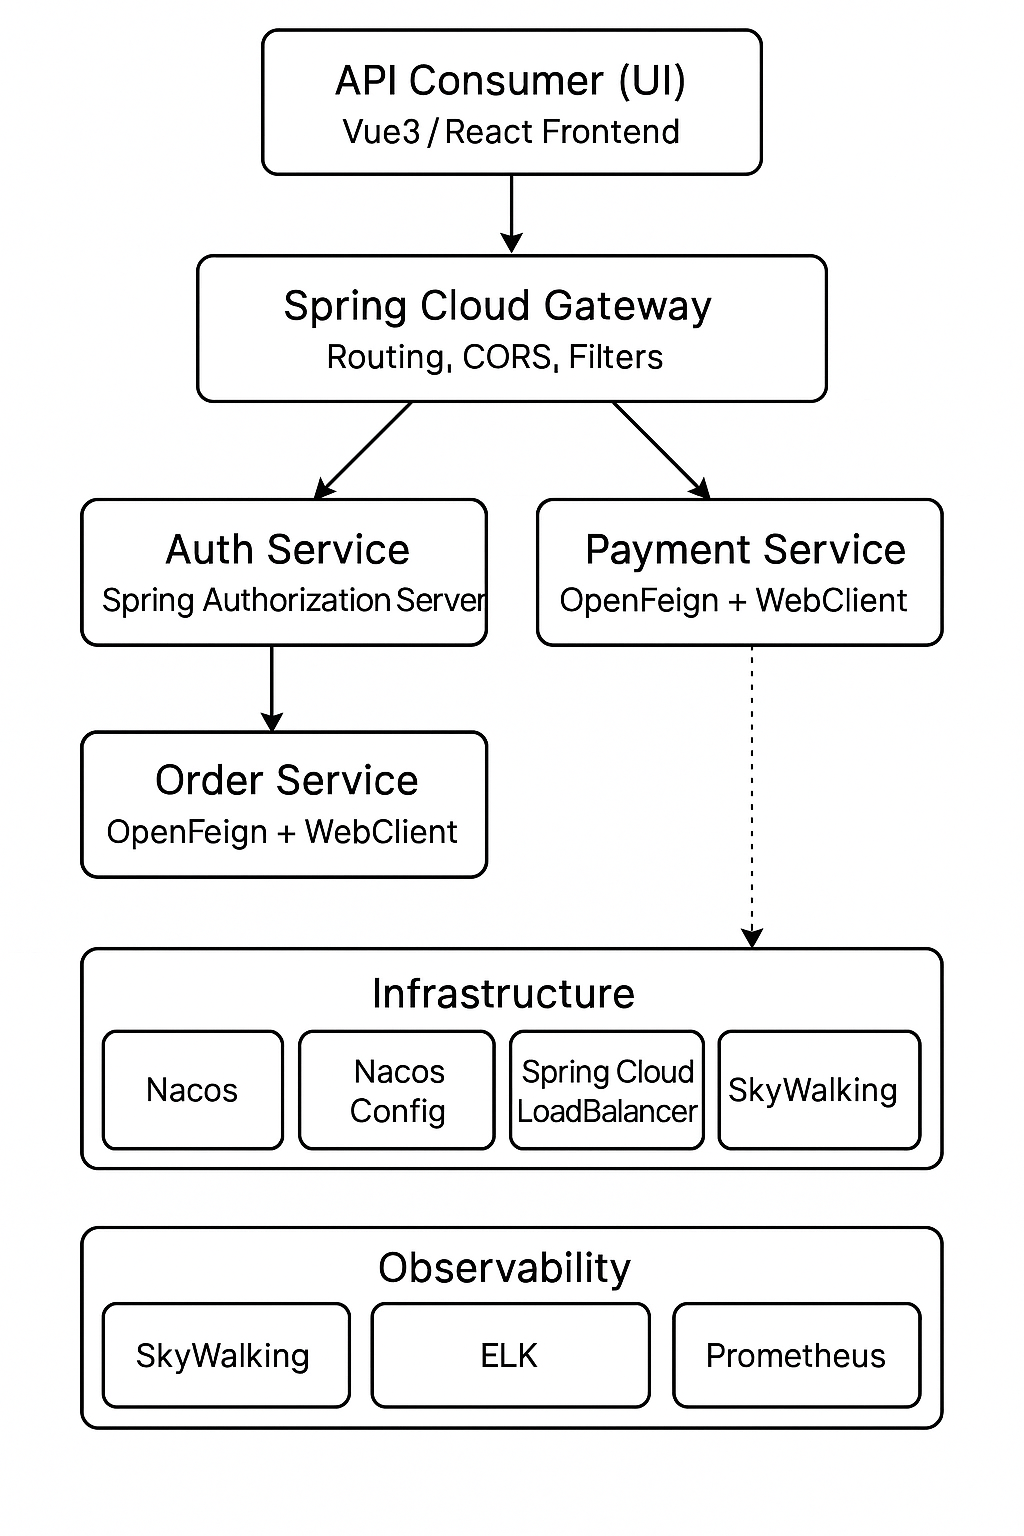 API Consumer (UI)
Vue3 / React Frontend
Spring Cloud Gateway
Routing, CORS, Filters
Auth Service
Spring Authorization Server
Payment Service
OpenFeign + WebClient
Order Service
OpenFeign + WebClient
Infrastructure
Nacos
Nacos
Config
Spring Cloud
LoadBalancer
SkyWalking
Observability
SkyWalking
ELK
Prometheus